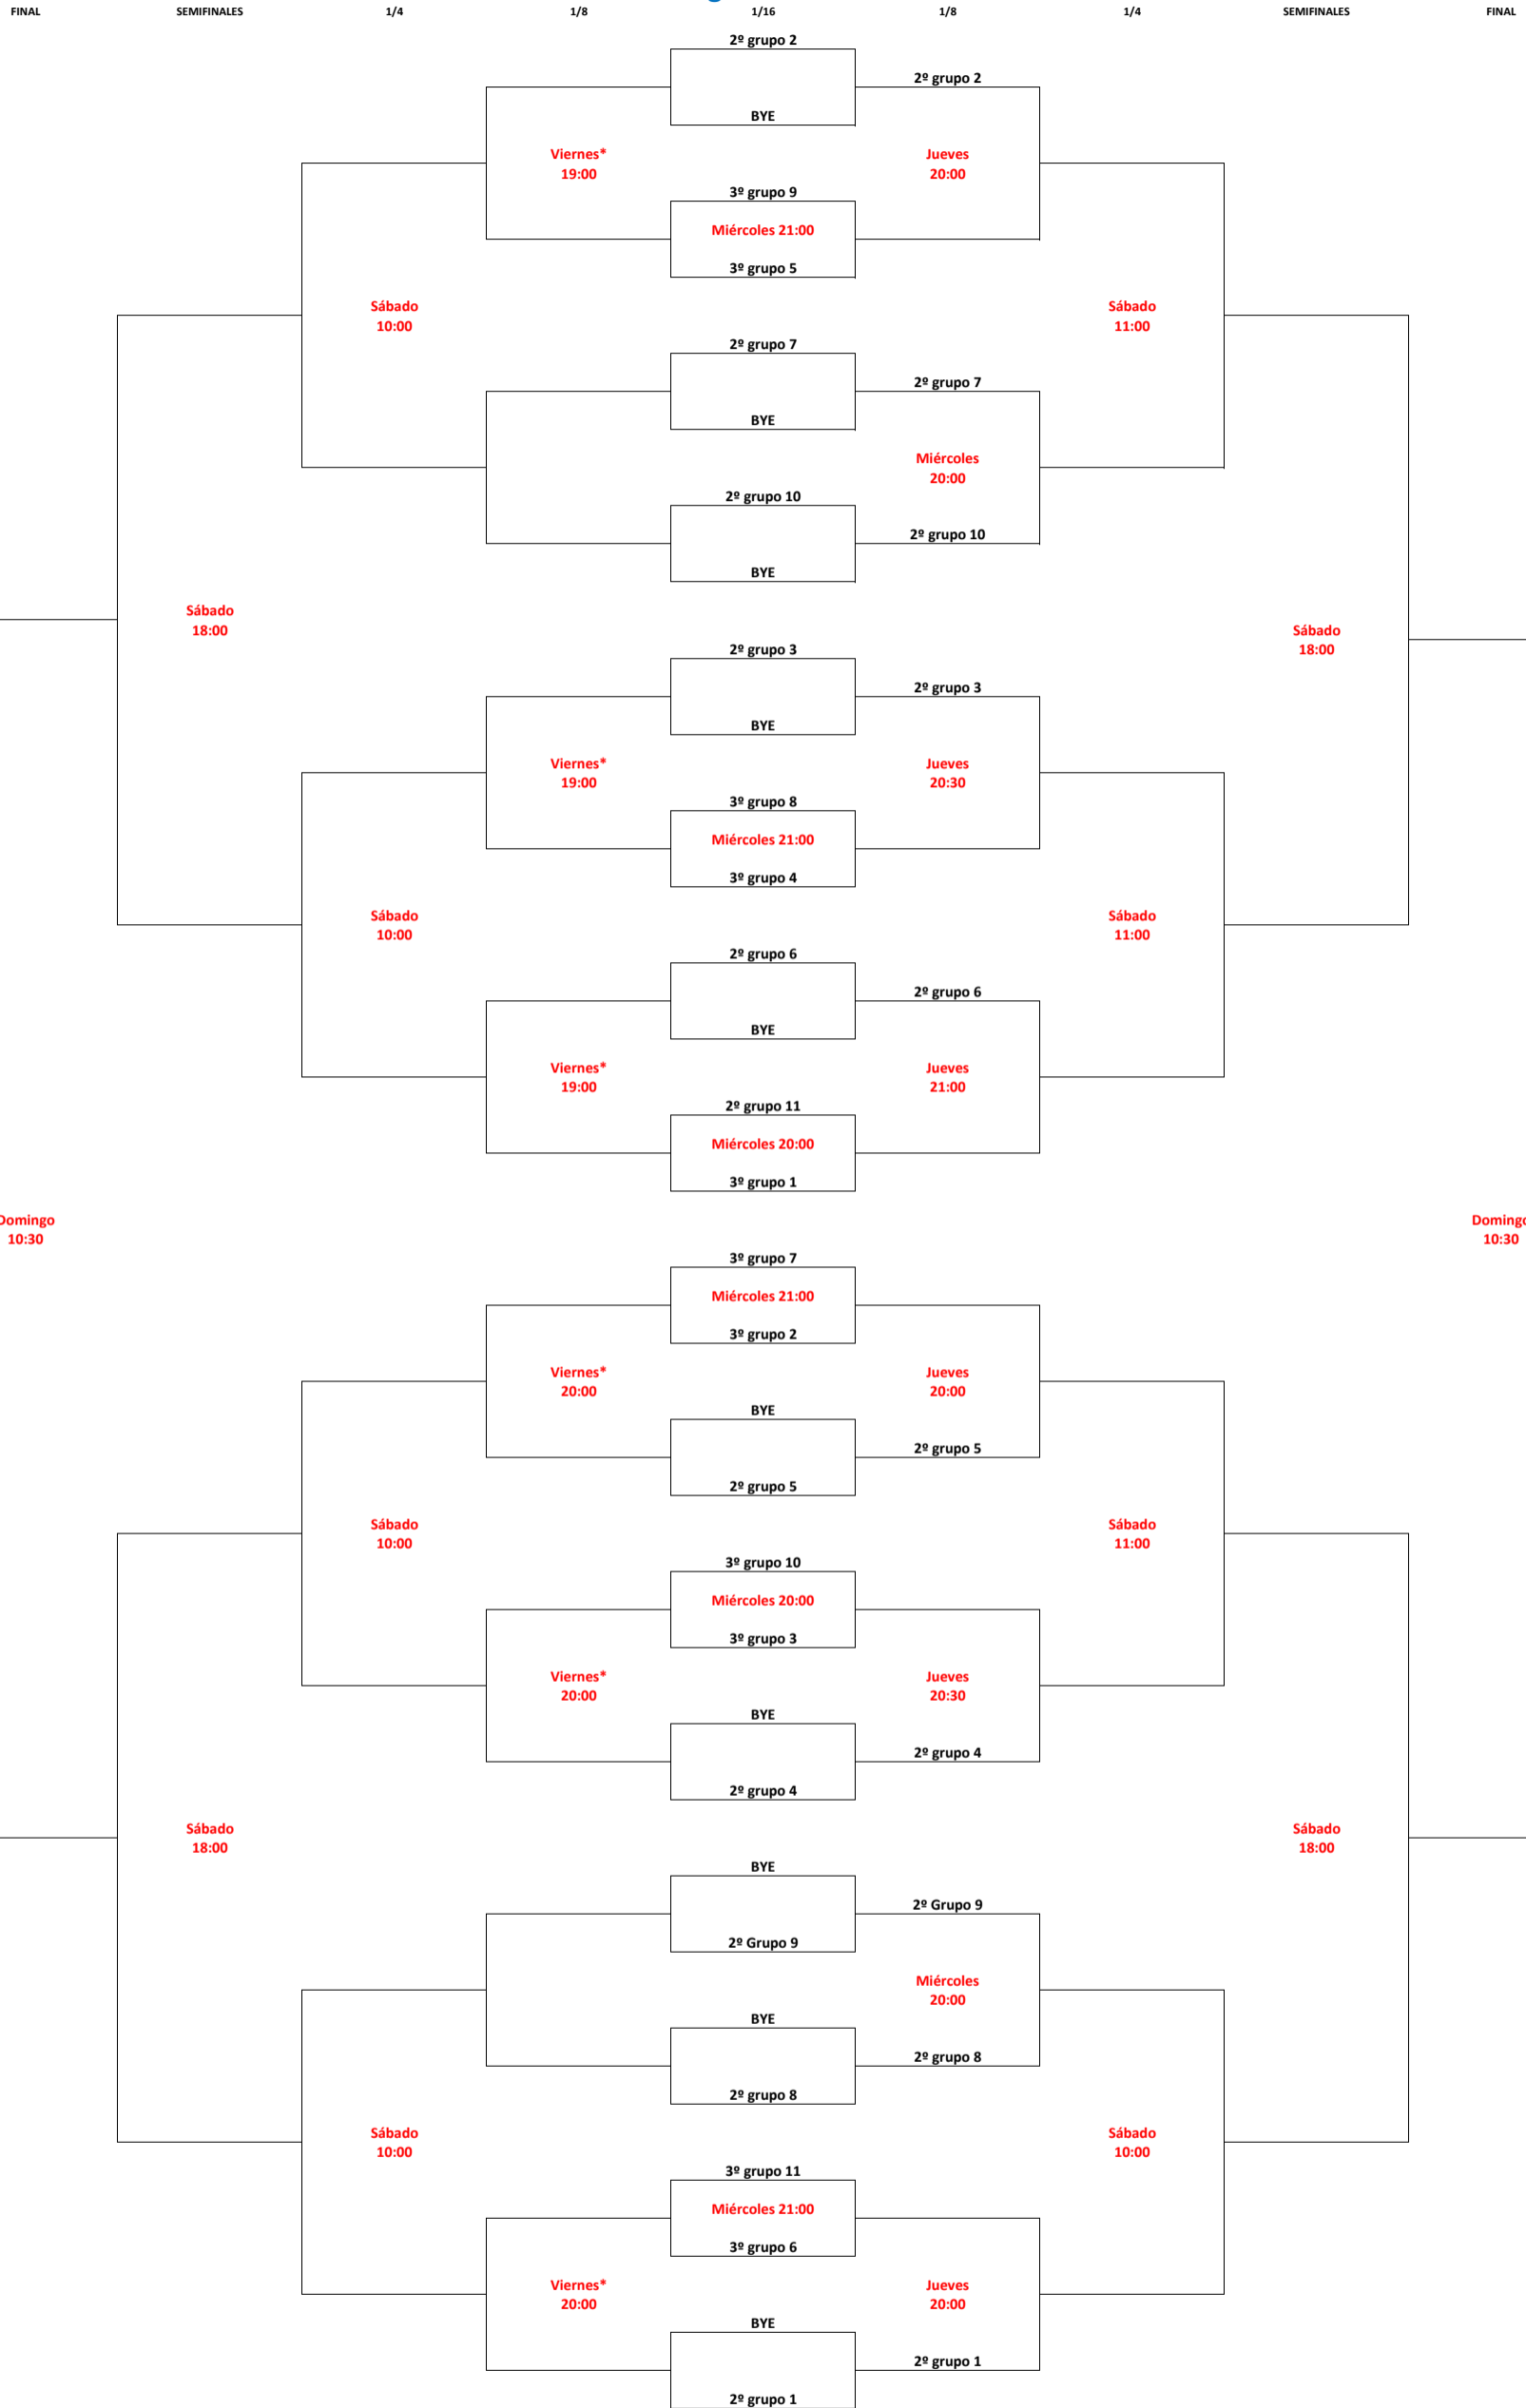 FINAL SEMIFINALES 1/4 1/8 1/16 1/8 1/4 SEMIFINALES FINAL
2º grupo 2
2º grupo 2
BYE
Viernes* Jueves
19:00 20:00
3º grupo 9
Miércoles 21:00
3º grupo 5
Sábado Sábado
10:00 11:00
2º grupo 7
2º grupo 7
BYE
Miércoles
20:00
2º grupo 10
2º grupo 10
BYE
Sábado
18:00
Sábado
18:00
2º grupo 3
2º grupo 3
BYE
Viernes* Jueves
19:00 20:30
3º grupo 8
Miércoles 21:00
3º grupo 4
Sábado Sábado
10:00 11:00
2º grupo 6
2º grupo 6
BYE
Viernes* Jueves
19:00 21:00
2º grupo 11
Miércoles 20:00
3º grupo 1
Domingo Domingo
10:30 10:30
3º grupo 7
Miércoles 21:00
3º grupo 2
Viernes* Jueves
20:00 20:00
BYE
2º grupo 5
2º grupo 5
Sábado Sábado
10:00 11:00
3º grupo 10
Miércoles 20:00
3º grupo 3
Viernes* Jueves
20:00 20:30
BYE
2º grupo 4
2º grupo 4
Sábado Sábado
18:00 18:00
BYE
2º Grupo 9
2º Grupo 9
Miércoles
20:00
BYE
2º grupo 8
2º grupo 8
Sábado Sábado
10:00 10:00
3º grupo 11
Miércoles 21:00
3º grupo 6
Viernes* Jueves
20:00 20:00
BYE
2º grupo 1
2º grupo 1